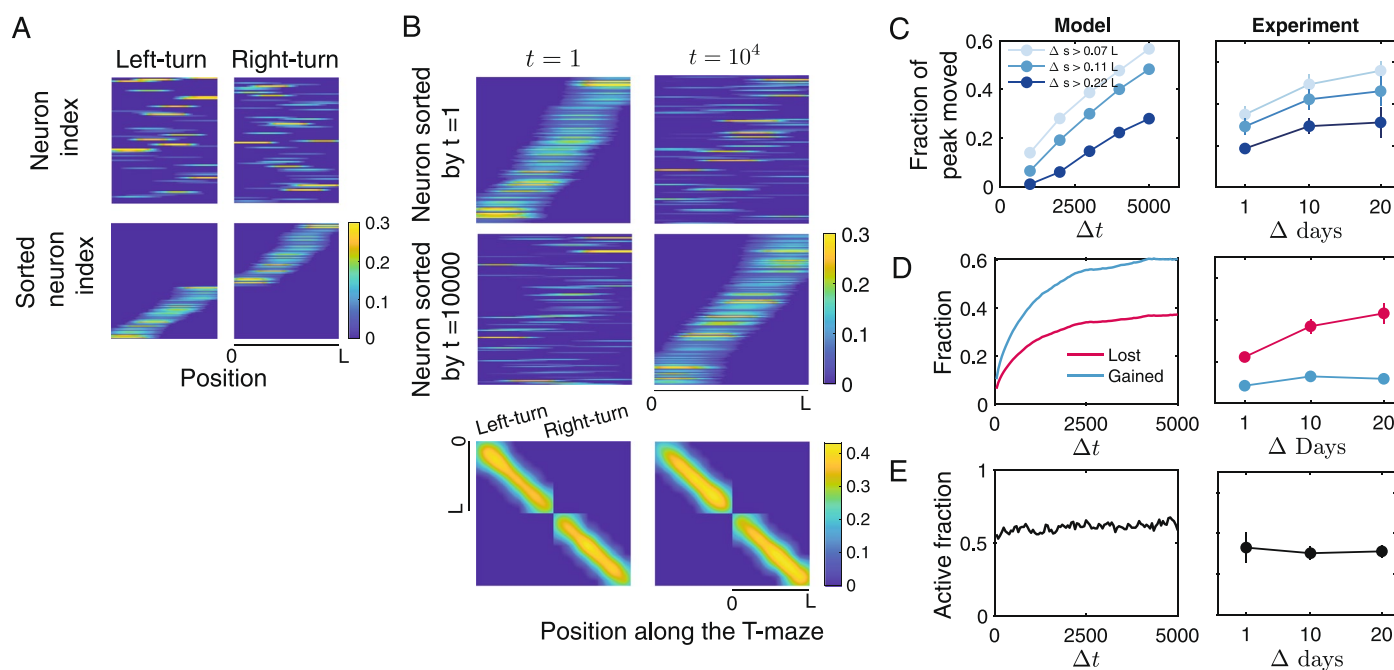 A
Left-turn
Right-turn
Neuron
index
Sorted
neuron
index
0.3
0.2
0.1
0
0
L
Position
B
t = 1
t = 10⁴
Neuron sorted
by t =1
Neuron sorted
by t =10000
0.3
0.2
0.1
0
0
L
Left-turn
Right-turn
0
L
0.4
0.3
0.2
0.1
0
0
L
Position along the T-maze
C
Model
Experiment
Fraction of
peak moved
0.6
0.4
0.2
0
Δ s > 0.07 L
Δ s > 0.11 L
Δ s > 0.22 L
0
2500
5000
Δt
1
10
20
Δ days
D
Fraction
0.6
0.4
0.2
0
Lost
Gained
0
2500
5000
Δt
1
10
20
Δ Days
E
Active fraction
1
0.5
0
0
2500
5000
Δt
1
10
20
Δ days